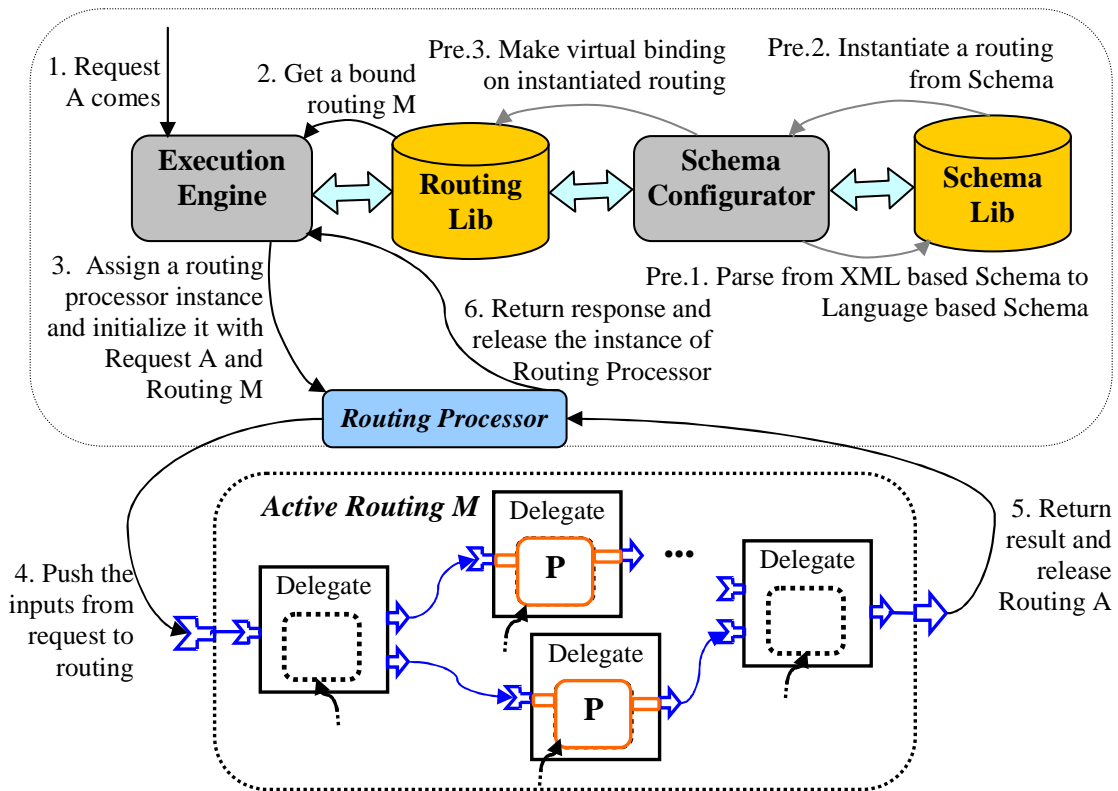 1. Request
A comes
2. Get a bound
routing M
Pre.3. Make virtual binding
on instantiated routing
Pre.2. Instantiate a routing
from Schema
Execution
Engine
Routing
Lib
Schema
Configurator
Schema
Lib
3. Assign a routing
processor instance
and initialize it with
Request A and
Routing M
6. Return response and
release the instance of
Routing Processor
Pre.1. Parse from XML based Schema to
Language based Schema
Routing Processor
Active Routing M
4. Push the
inputs from
request to
routing
Delegate
Delegate
P
...
Delegate
P
Delegate
5. Return
result and
release
Routing A